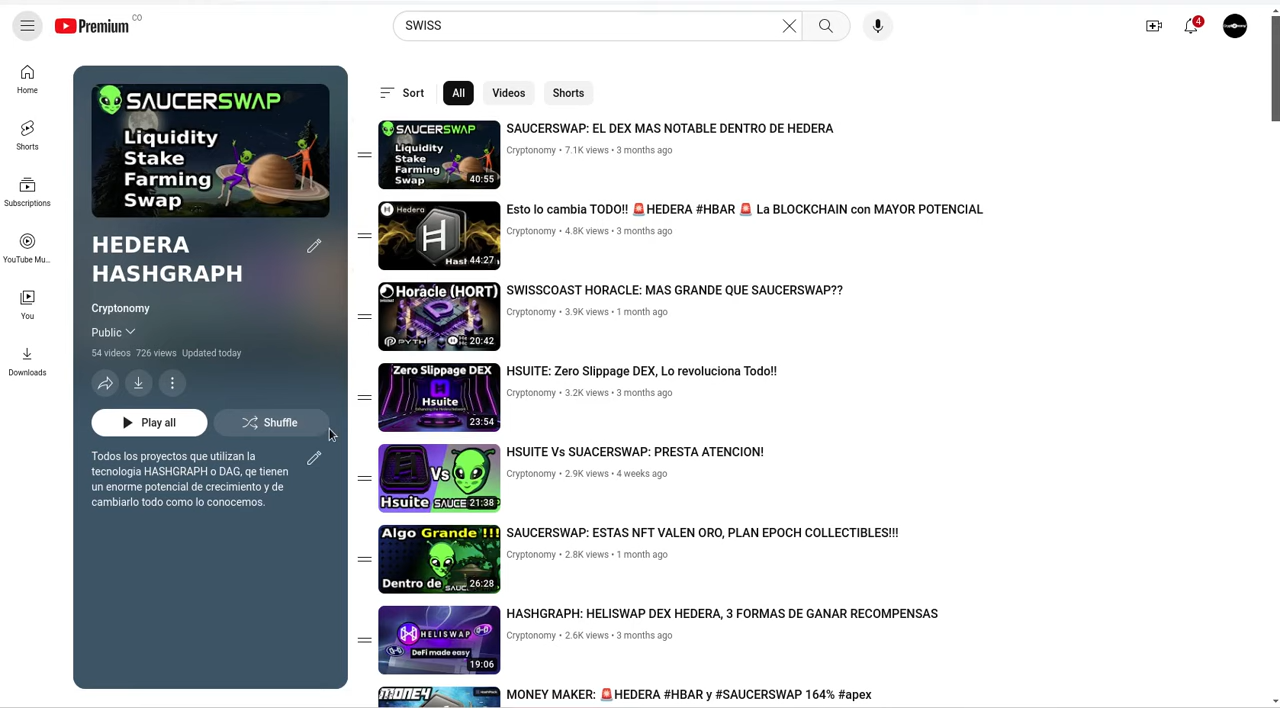 Premium CO
SWISS
4
Home
Shorts
Subscriptions
YouTube Mu...
You
Downloads
SAUCERSWAP
Liquidity
Stake
Farming
Swap
HEDERA
HASHGRAPH
Cryptonomy
Public
54 videos 726 views Updated today
Play all
Shuffle
Todos los proyectos que utilizan la
tecnologia HASHGRAPH o DAG, qe tienen
un enorme potencial de crecimiento y de
cambiarlo todo como lo conocemos.
Sort
All
Videos
Shorts
SAUCERSWAP
Liquidity
Stake
Farming
Swap
40:55
SAUCERSWAP: EL DEX MAS NOTABLE DENTRO DE HEDERA
Cryptonomy • 7.1K views • 3 months ago
Hedera
44:27
Esto lo cambia TODO!! 🚨HEDERA #HBAR 🚨 La BLOCKCHAIN con MAYOR POTENCIAL
Cryptonomy • 4.8K views • 3 months ago
Horacle (HORT)
PYTH
20:42
SWISSCOAST HORACLE: MAS GRANDE QUE SAUCERSWAP??
Cryptonomy • 3.9K views • 1 month ago
Zero Slippage DEX
Hsuite
23:54
HSUITE: Zero Slippage DEX, Lo revoluciona Todo!!
Cryptonomy • 3.2K views • 3 months ago
Vs
Hsuite SAUCE
21:38
HSUITE Vs SUACERSWAP: PRESTA ATENCION!
Cryptonomy • 2.9K views • 4 weeks ago
Algo Grande !!!
Dentro de
26:28
SAUCERSWAP: ESTAS NFT VALEN ORO, PLAN EPOCH COLLECTIBLES!!!
Cryptonomy • 2.8K views • 1 month ago
HELISWAP
DeFi made easy
19:06
HASHGRAPH: HELISWAP DEX HEDERA, 3 FORMAS DE GANAR RECOMPENSAS
Cryptonomy • 2.6K views • 3 months ago
MONEY
MONEY MAKER: 🚨HEDERA #HBAR y #SAUCERSWAP 164% #apex